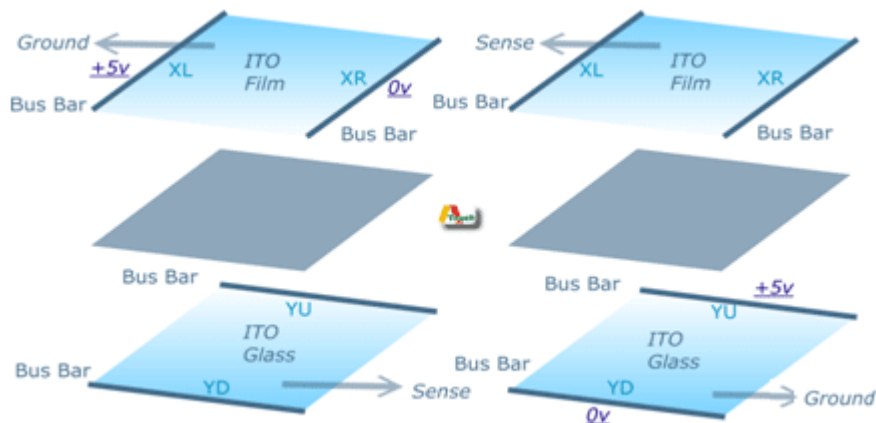 Ground
+5v
XL
ITO
Film
XR
0v
Bus Bar
Bus Bar
Sense
XL
ITO
Film
XR
Bus Bar
Bus Bar
Bus Bar
YU
ITO
Glass
Bus Bar
YD
Sense
Bus Bar
+5v
YU
ITO
Glass
Bus Bar
YD
Ground
0v